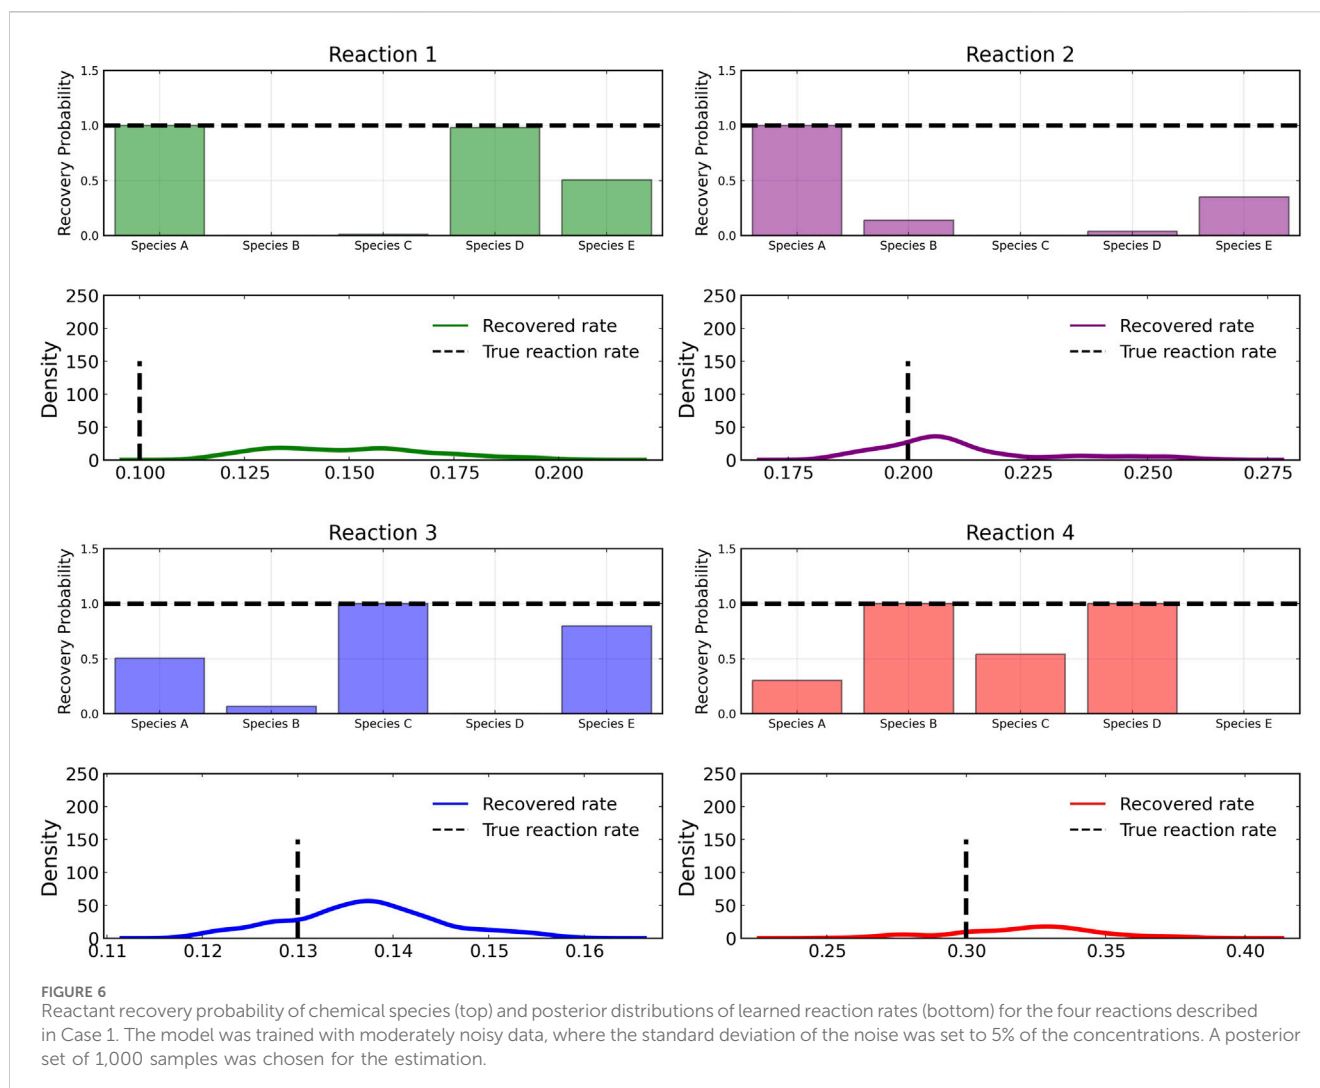 Reaction 1
Recovery Probability
1.5
1.0
0.5
0.0
Species A Species B Species C Species D Species E
Reaction 2
Recovery Probability
1.5
1.0
0.5
0.0
Species A Species B Species C Species D Species E
Density
250
200
150
100
50
0
Recovered rate
True reaction rate
0.100 0.125 0.150 0.175 0.200
Density
250
200
150
100
50
0
Recovered rate
True reaction rate
0.175 0.200 0.225 0.250 0.275
Reaction 3
Recovery Probability
1.5
1.0
0.5
0.0
Species A Species B Species C Species D Species E
Reaction 4
Recovery Probability
1.5
1.0
0.5
0.0
Species A Species B Species C Species D Species E
Density
250
200
150
100
50
0
Recovered rate
True reaction rate
0.11 0.12 0.13 0.14 0.15 0.16
Density
250
200
150
100
50
0
Recovered rate
True reaction rate
0.25 0.30 0.35 0.40
FIGURE 6
Reactant recovery probability of chemical species (top) and posterior distributions of learned reaction rates (bottom) for the four reactions described
in Case 1. The model was trained with moderately noisy data, where the standard deviation of the noise was set to 5% of the concentrations. A posterior
set of 1,000 samples was chosen for the estimation.